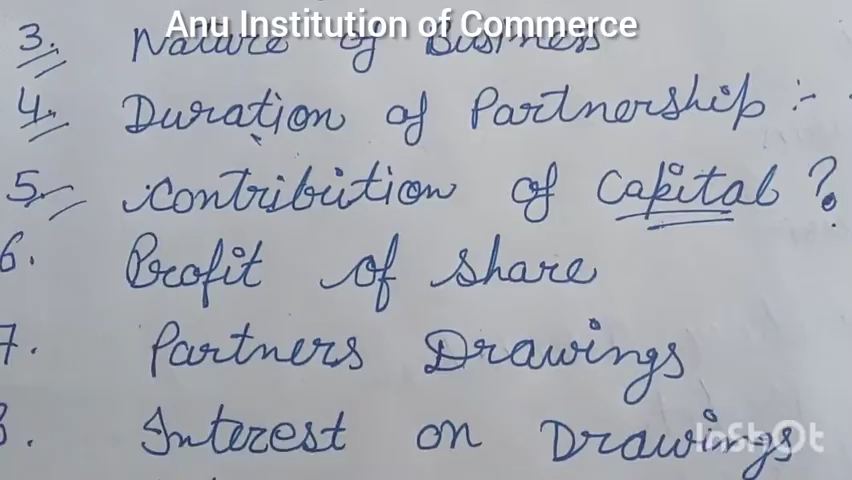 Anu Institution of Commerce
3. Nature of Business
4. Duration of Partnership :-
5. Contribution of Capital ?
6. Profit of share
7. Partners Drawings
8. Interest on Drawings
InShOt